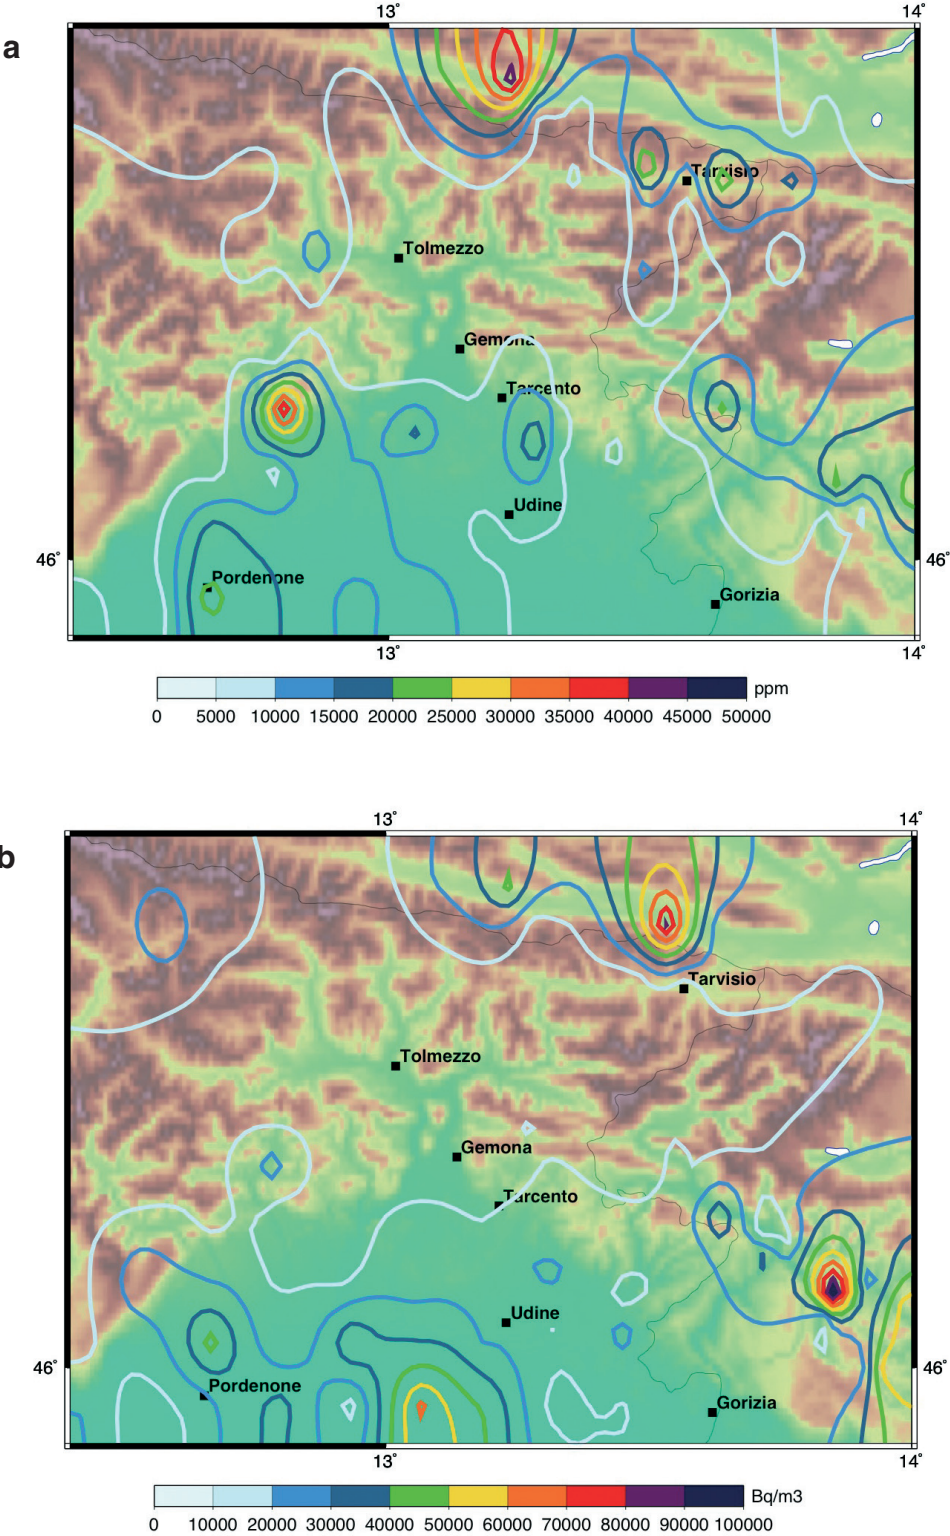 a
13° 14°
Tarvisio
Tolmezzo
Gemona
Tarcento
Udine
46° 46°
Pordenone
Gorizia
13° 14°
ppm
0 5000 10000 15000 20000 25000 30000 35000 40000 45000 50000
b
13° 14°
Tarvisio
Tolmezzo
Gemona
Tarcento
Udine
46° 46°
Pordenone
Gorizia
13° 14°
Bq/m3
0 10000 20000 30000 40000 50000 60000 70000 80000 90000 100000